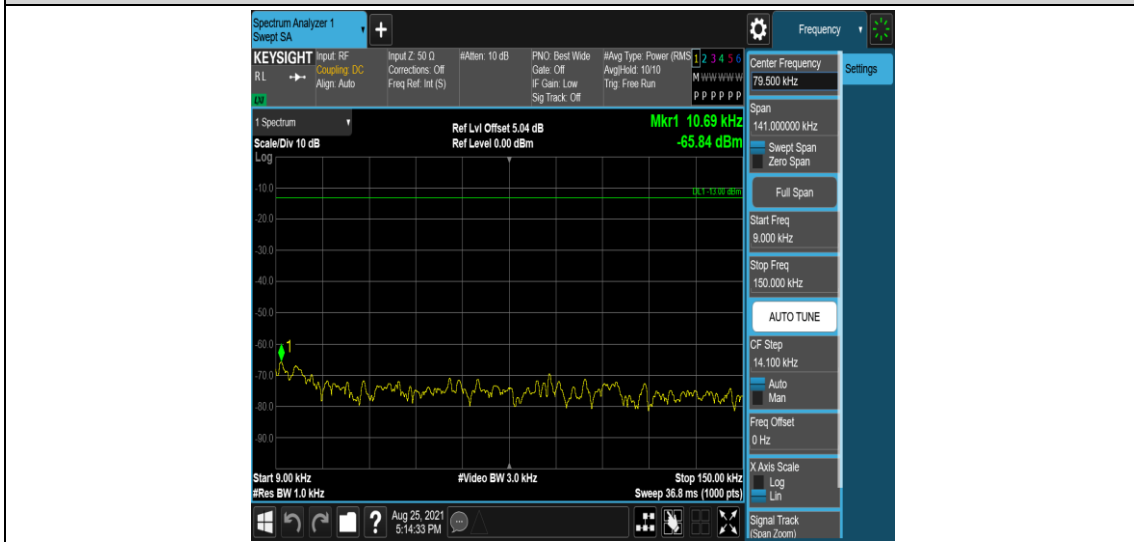 Spectrum Analyzer 1
Swept SA
+
Frequency
KEYSIGHT
RL
LXI
Input: RF
Coupling: DC
Align: Auto
Input Z: 50 Ω
Corrections: Off
Freq Ref: Int (S)
#Atten: 10 dB
PNO: Best Wide
Gate: Off
IF Gain: Low
Sig Track: Off
#Avg Type: Power (RMS
Avg|Hold: 10/10
Trig: Free Run
1 2 3 4 5 6
M W W W W W
P P P P P P
1 Spectrum
Scale/Div 10 dB
Log
Ref Lvl Offset 5.04 dB
Ref Level 0.00 dBm
Mkr1 10.69 kHz
-65.84 dBm
DL1 -13.00 dBm
-10.0
-20.0
-30.0
-40.0
-50.0
-60.0
-70.0
-80.0
-90.0
1
Start 9.00 kHz
#Res BW 1.0 kHz
#Video BW 3.0 kHz
Stop 150.00 kHz
Sweep 36.8 ms (1000 pts)
?
Aug 25, 2021
5:14:33 PM
Center Frequency
79.500 kHz
Settings
Span
141.000000 kHz
Swept Span
Zero Span
Full Span
Start Freq
9.000 kHz
Stop Freq
150.000 kHz
AUTO TUNE
CF Step
14.100 kHz
Auto
Man
Freq Offset
0 Hz
X Axis Scale
Log
Lin
Signal Track
(Span Zoom)